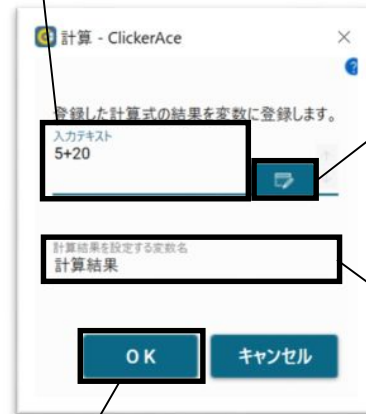 計算 - ClickerAce
登録した計算式の結果を変数に登録します。
入力テキスト
5+20
計算結果を設定する変数名
計算結果
OK
キャンセル